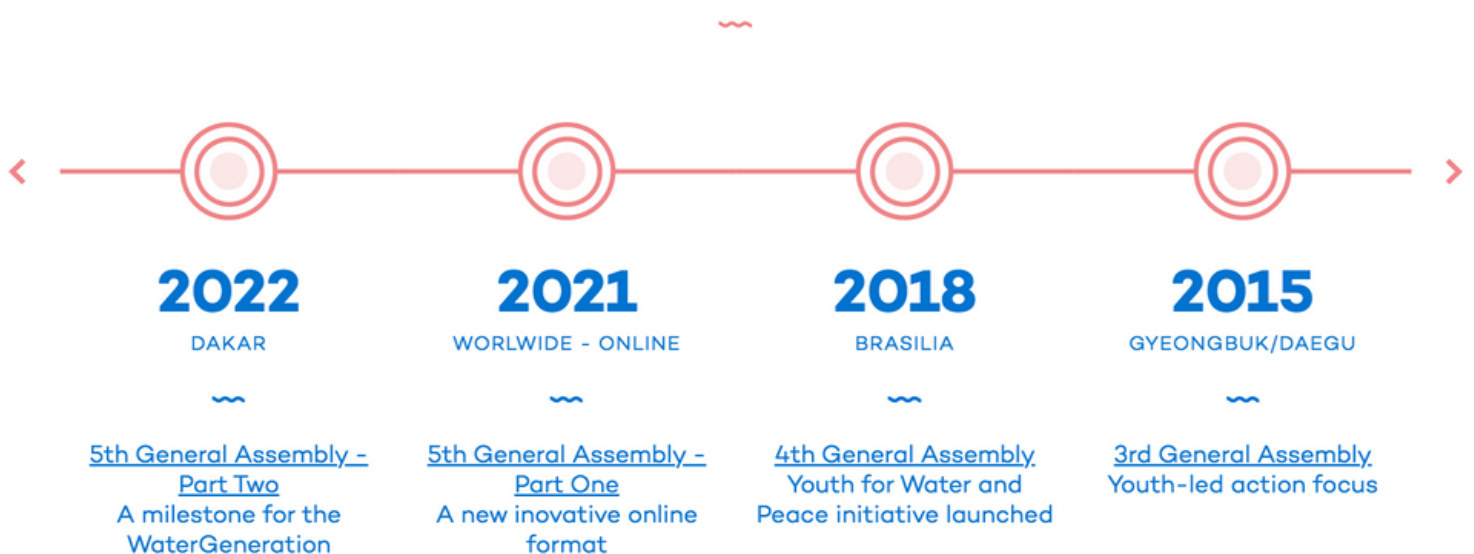 2022
DAKAR
5th General Assembly -
Part Two
A milestone for the
WaterGeneration
2021
WORLWIDE - ONLINE
5th General Assembly -
Part One
A new inovative online
format
2018
BRASILIA
4th General Assembly
Youth for Water and
Peace initiative launched
2015
GYEONGBUK/DAEGU
3rd General Assembly
Youth-led action focus